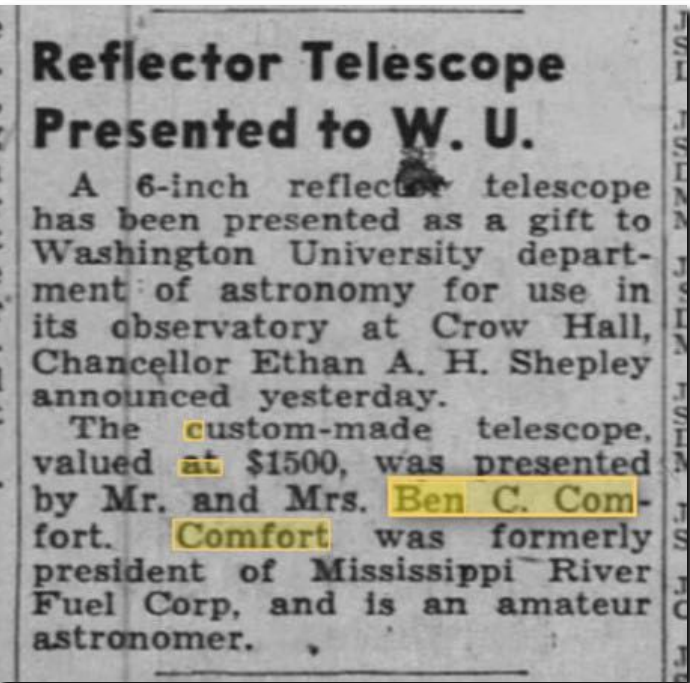 Reflector Telescope
Presented to W. U.
A 6-inch reflector telescope
has been presented as a gift to
Washington University depart-
ment of astronomy for use in
its observatory at Crow Hall,
Chancellor Ethan A. H. Shepley
announced yesterday.
The custom-made telescope,
valued at $1500, was presented
by Mr. and Mrs. Ben C. Com-
fort. Comfort was formerly
president of Mississippi River
Fuel Corp. and is an amateur
astronomer.